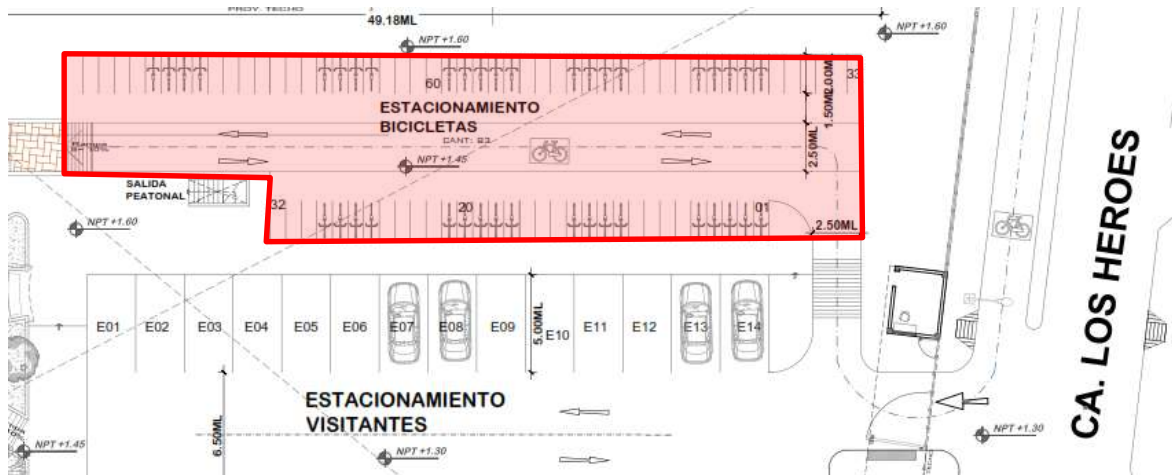 PROV. TECHO
49.18ML
NPT +1.60
NPT +1.60
60
33
2.00ML
1.50ML
ESTACIONAMIENTO
BICICLETAS
CANT: 93
2.50ML
NPT +1.45
SALIDA
PEATONAL
32
20
01
2.50ML
NPT +1.60
E01
E02
E03
E04
E05
E06
E07
E08
E09
E10
E11
E12
E13
E14
5.00ML
CA. LOS HEROES
ESTACIONAMIENTO
VISITANTES
6.50ML
NPT +1.45
NPT +1.30
NPT +1.30